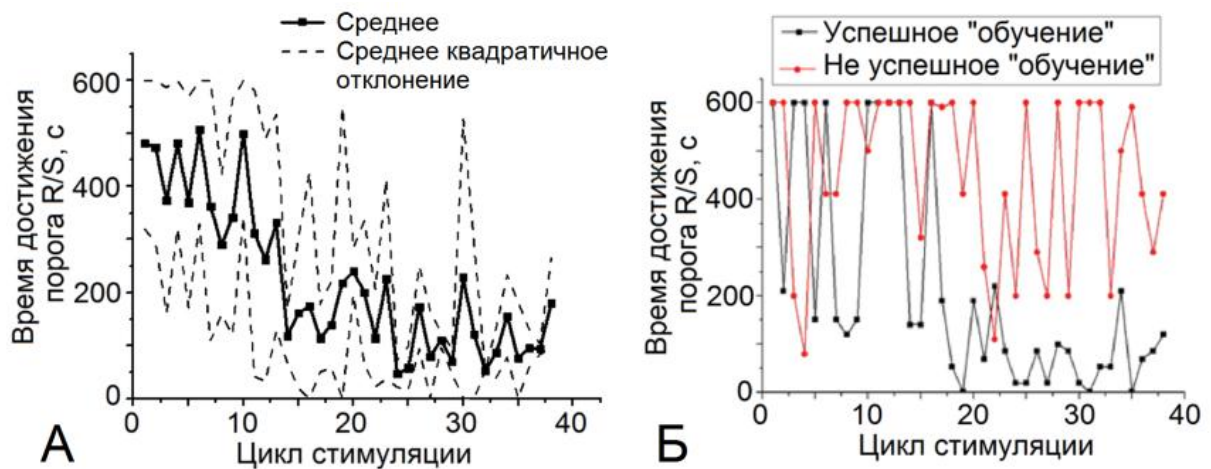 Среднее
Среднее квадратичное
отклонение
Время достижения
порога R/S, с
600
400
200
0
0
10
20
30
40
Цикл стимуляции
А
Успешное "обучение"
Не успешное "обучение"
Время достижения
порога R/S, с
600
400
200
0
0
10
20
30
40
Цикл стимуляции
Б